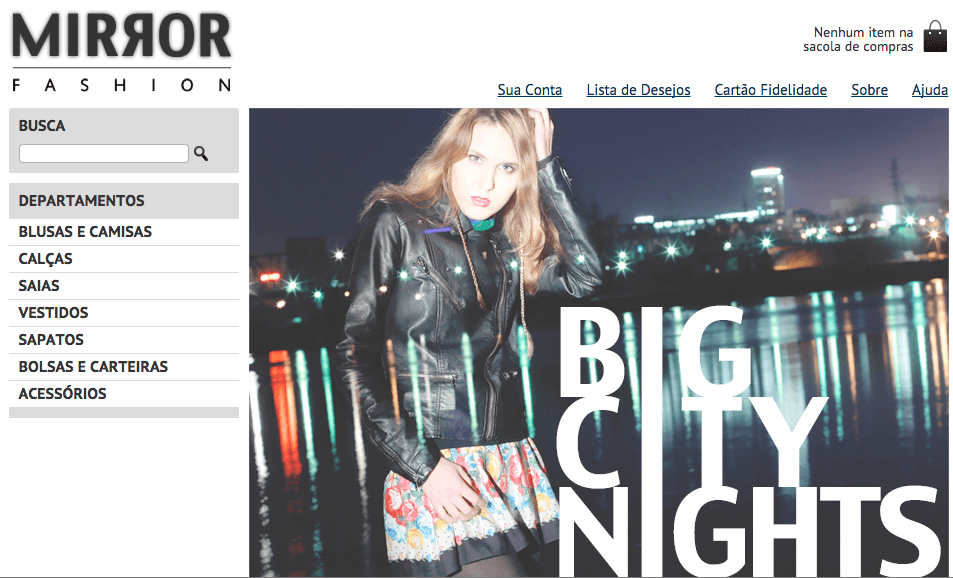 MIRROR
FASHION
Nenhum item na
sacola de compras
Sua Conta Lista de Desejos Cartão Fidelidade Sobre Ajuda
BUSCA
DEPARTAMENTOS
BLUSAS E CAMISAS
CALÇAS
SAIAS
VESTIDOS
SAPATOS
BOLSAS E CARTEIRAS
ACESSÓRIOS
BIG
CITY
NIGHTS